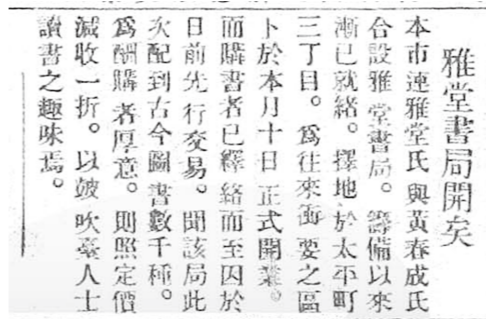 雅堂書局開矣
本市連雅堂氏與黃春成氏
合設雅堂書局。籌備以來
漸已就緒。擇地於太平町
三丁目。爲往來衝要之區
卜於本月十日正式開業。
而購書者已繹絡而至因於
日前先行交易。聞該局此
次配到古今圖書數千種。
爲酬購者厚意。則照定價
減收一折。以皷吹臺人士
讀書之趣味焉。